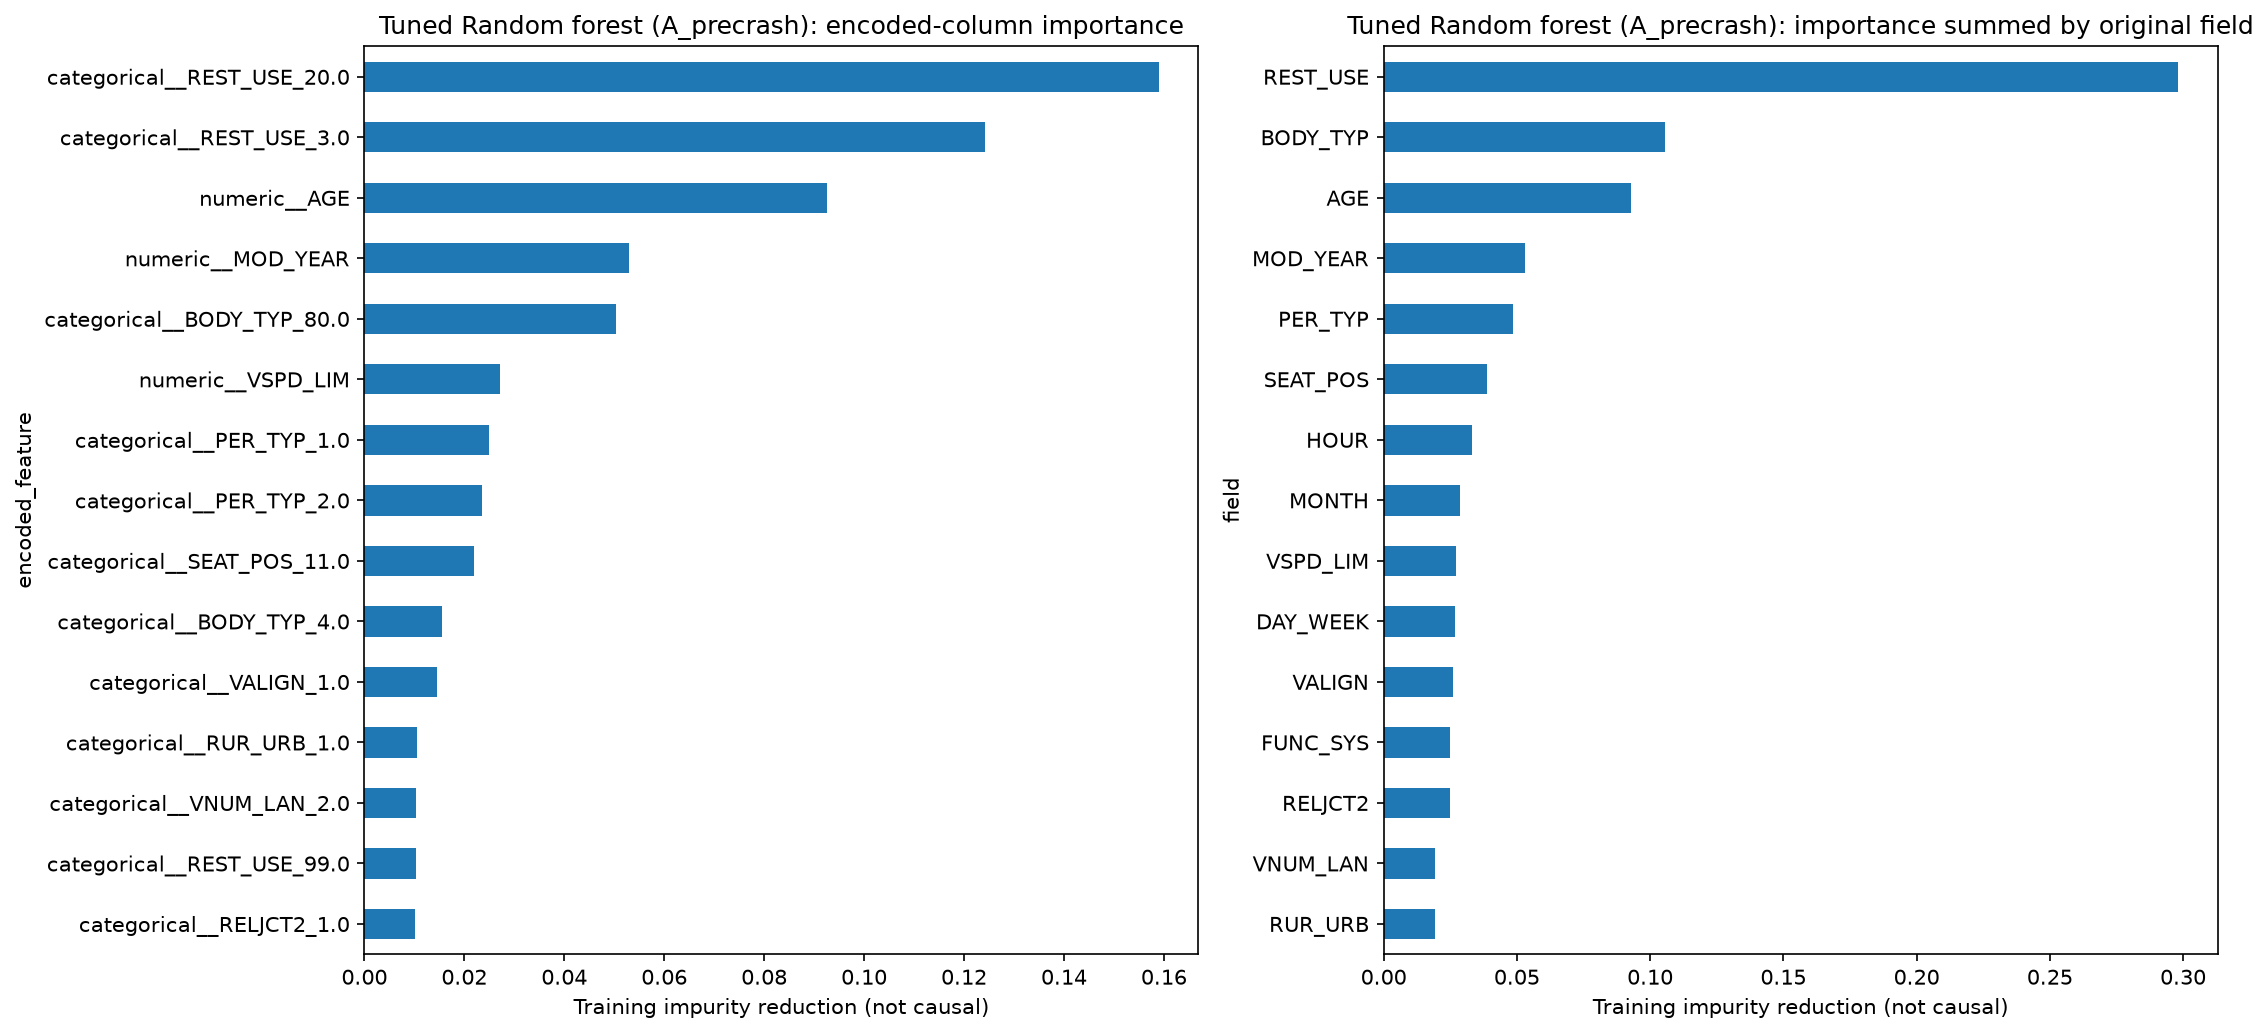 Tuned Random forest (A_precrash): encoded-column importance
encoded_feature
categorical__REST_USE_20.0
categorical__REST_USE_3.0
numeric__AGE
numeric__MOD_YEAR
categorical__BODY_TYP_80.0
numeric__VSPD_LIM
categorical__PER_TYP_1.0
categorical__PER_TYP_2.0
categorical__SEAT_POS_11.0
categorical__BODY_TYP_4.0
categorical__VALIGN_1.0
categorical__RUR_URB_1.0
categorical__VNUM_LAN_2.0
categorical__REST_USE_99.0
categorical__RELJCT2_1.0
0.00 0.02 0.04 0.06 0.08 0.10 0.12 0.14 0.16
Training impurity reduction (not causal)
Tuned Random forest (A_precrash): importance summed by original field
field
REST_USE
BODY_TYP
AGE
MOD_YEAR
PER_TYP
SEAT_POS
HOUR
MONTH
VSPD_LIM
DAY_WEEK
VALIGN
FUNC_SYS
RELJCT2
VNUM_LAN
RUR_URB
0.00 0.05 0.10 0.15 0.20 0.25 0.30
Training impurity reduction (not causal)